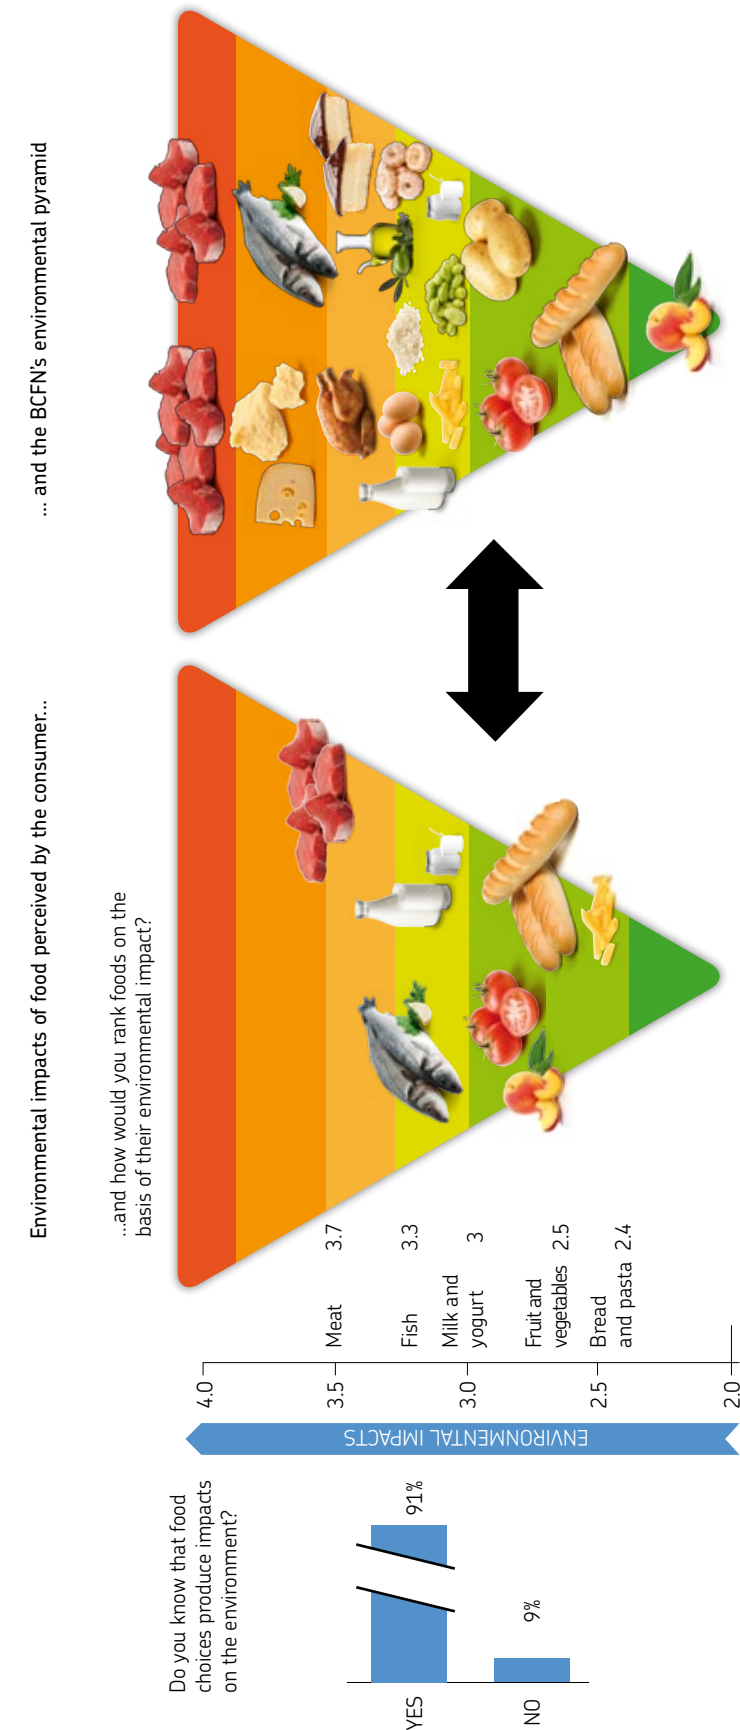 Environmental impacts of food perceived by the consumer...
... and the BCFN's environmental pyramid
Do you know that food
choices produce impacts
on the environment?
YES
91%
NO
9%
ENVIRONMENTAL IMPACTS
4.0
3.5
3.0
2.5
2.0
...and how would you rank foods on the
basis of their environmental impact?
Meat 3.7
Fish 3.3
Milk and
yogurt 3
Fruit and
vegetables 2.5
Bread
and pasta 2.4